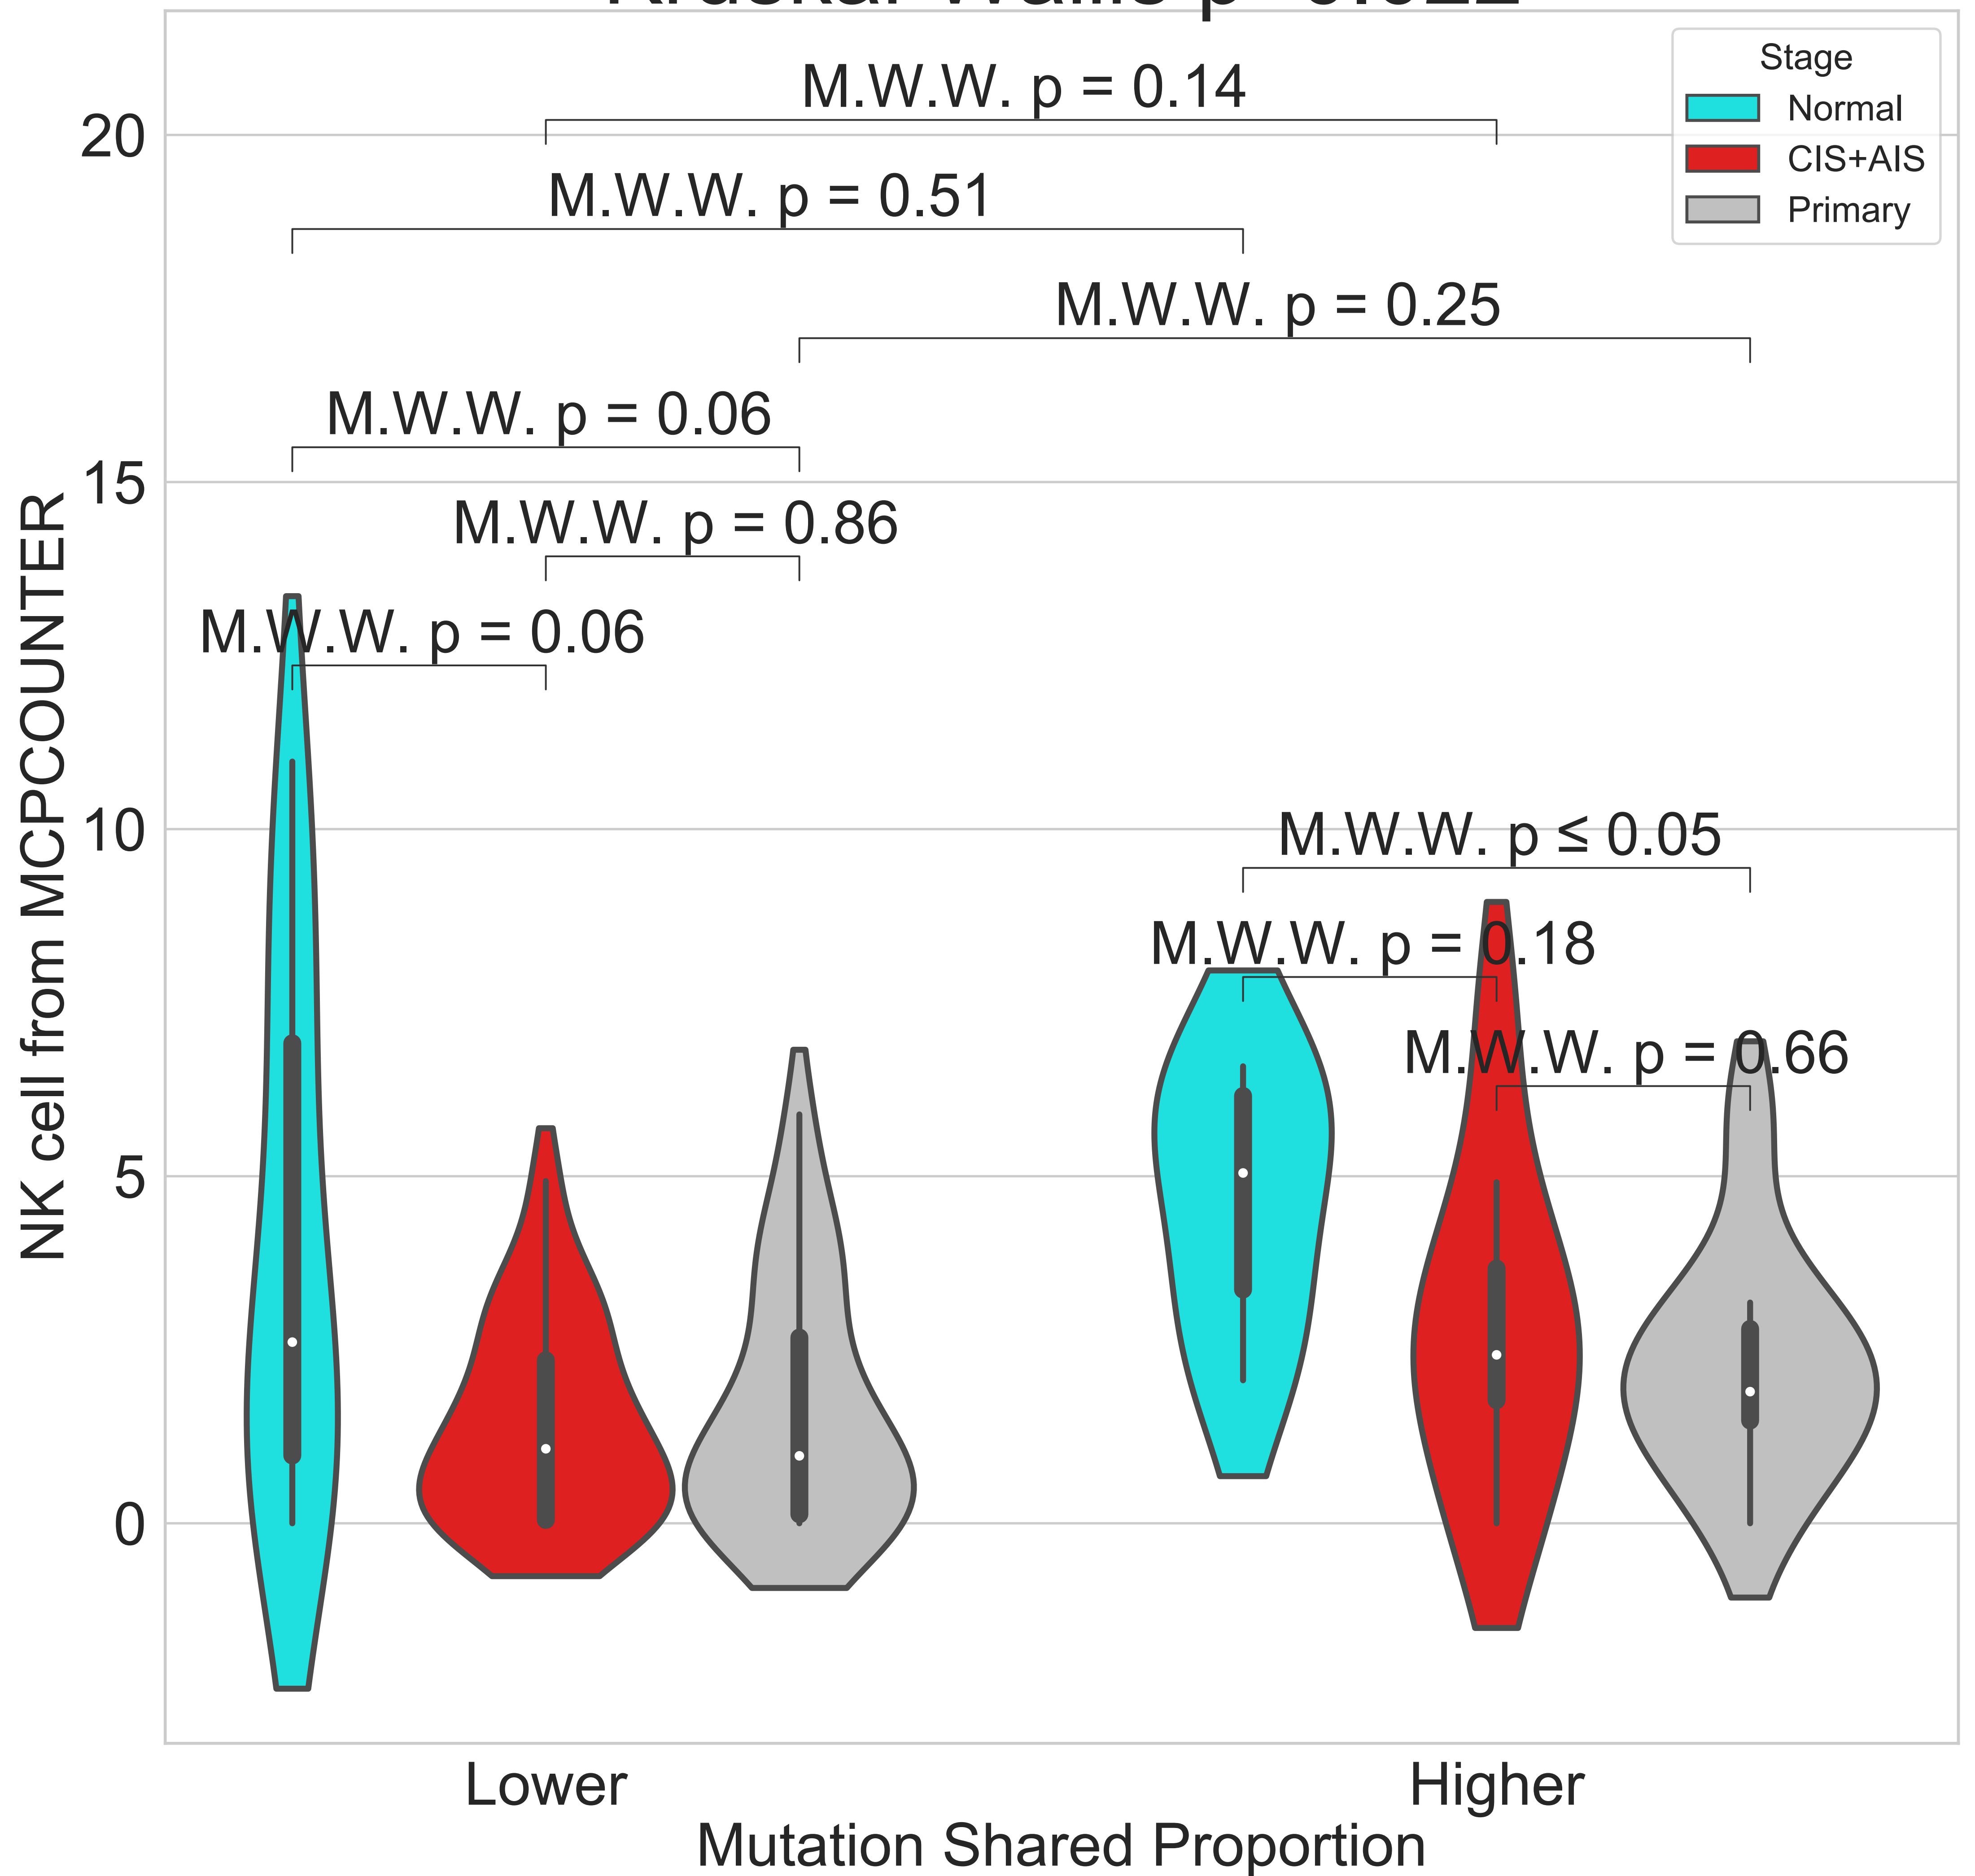 Stage
Normal
CIS+AIS
Primary
M.W.W. p = 0.14
M.W.W. p = 0.51
M.W.W. p = 0.25
M.W.W. p = 0.06
M.W.W. p = 0.86
M.W.W. p = 0.06
M.W.W. p ≤ 0.05
M.W.W. p = 0.18
M.W.W. p = 0.66
20
15
10
5
0
NK cell from MCPCOUNTER
Lower
Higher
Mutation Shared Proportion